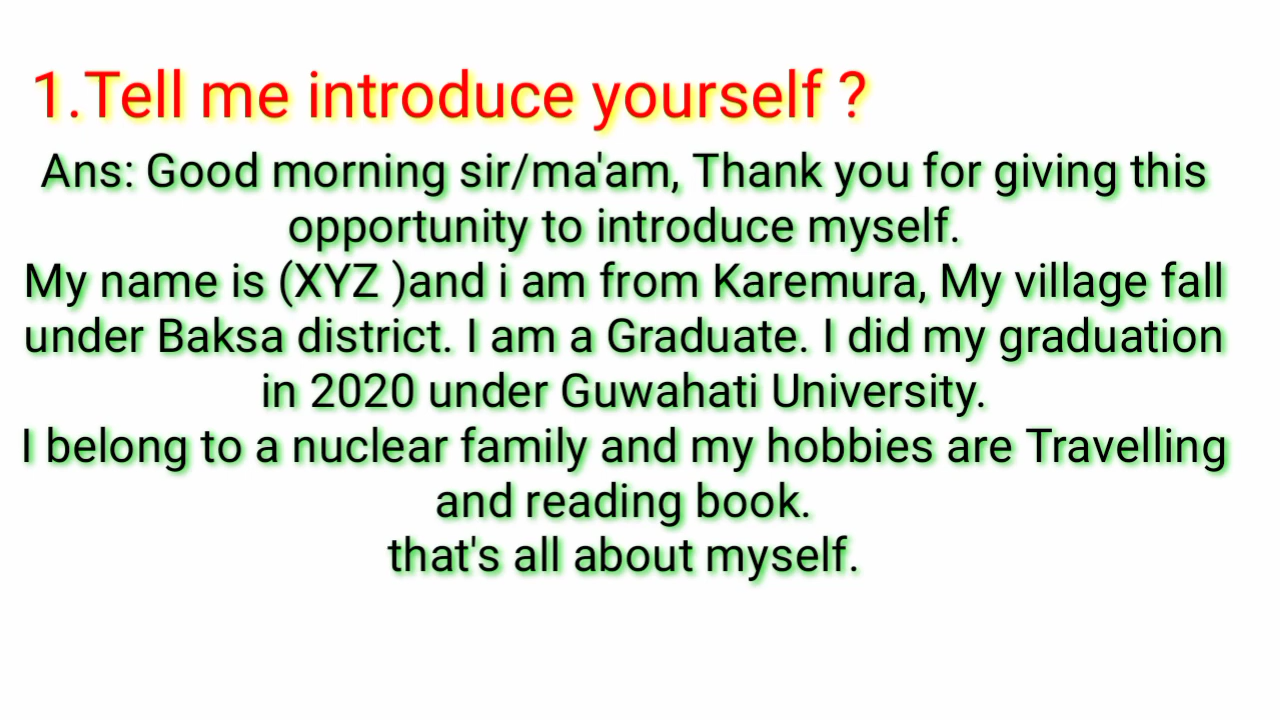 1.Tell me introduce yourself ?
Ans: Good morning sir/ma'am, Thank you for giving this
opportunity to introduce myself.
My name is (XYZ )and i am from Karemura, My village fall
under Baksa district. I am a Graduate. I did my graduation
in 2020 under Guwahati University.
I belong to a nuclear family and my hobbies are Travelling
and reading book.
that's all about myself.